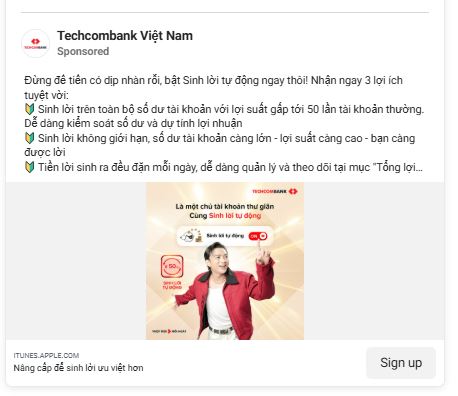 Techcombank Việt Nam
Sponsored
Đừng để tiền có dịp nhàn rỗi, bật Sinh lời tự động ngay thôi! Nhận ngay 3 lợi ích
tuyệt vời:
🔰 Sinh lời trên toàn bộ số dư tài khoản với lợi suất gấp tới 50 lần tài khoản thường.
Dễ dàng kiểm soát số dư và dự tính lợi nhuận
🔰 Sinh lời không giới hạn, số dư tài khoản càng lớn - lợi suất càng cao - bạn càng
được lời
🔰 Tiền lời sinh ra đều đặn mỗi ngày, dễ dàng quản lý và theo dõi tại mục "Tổng lợi...
TECHCOMBANK
Là một chủ tài khoản thư giãn
Cùng Sinh lời tự động
Sinh lời tự động ON
SINH LỜI
TỰ ĐỘNG
ITUNES.APPLE.COM
Nâng cấp để sinh lời ưu việt hơn
Sign up